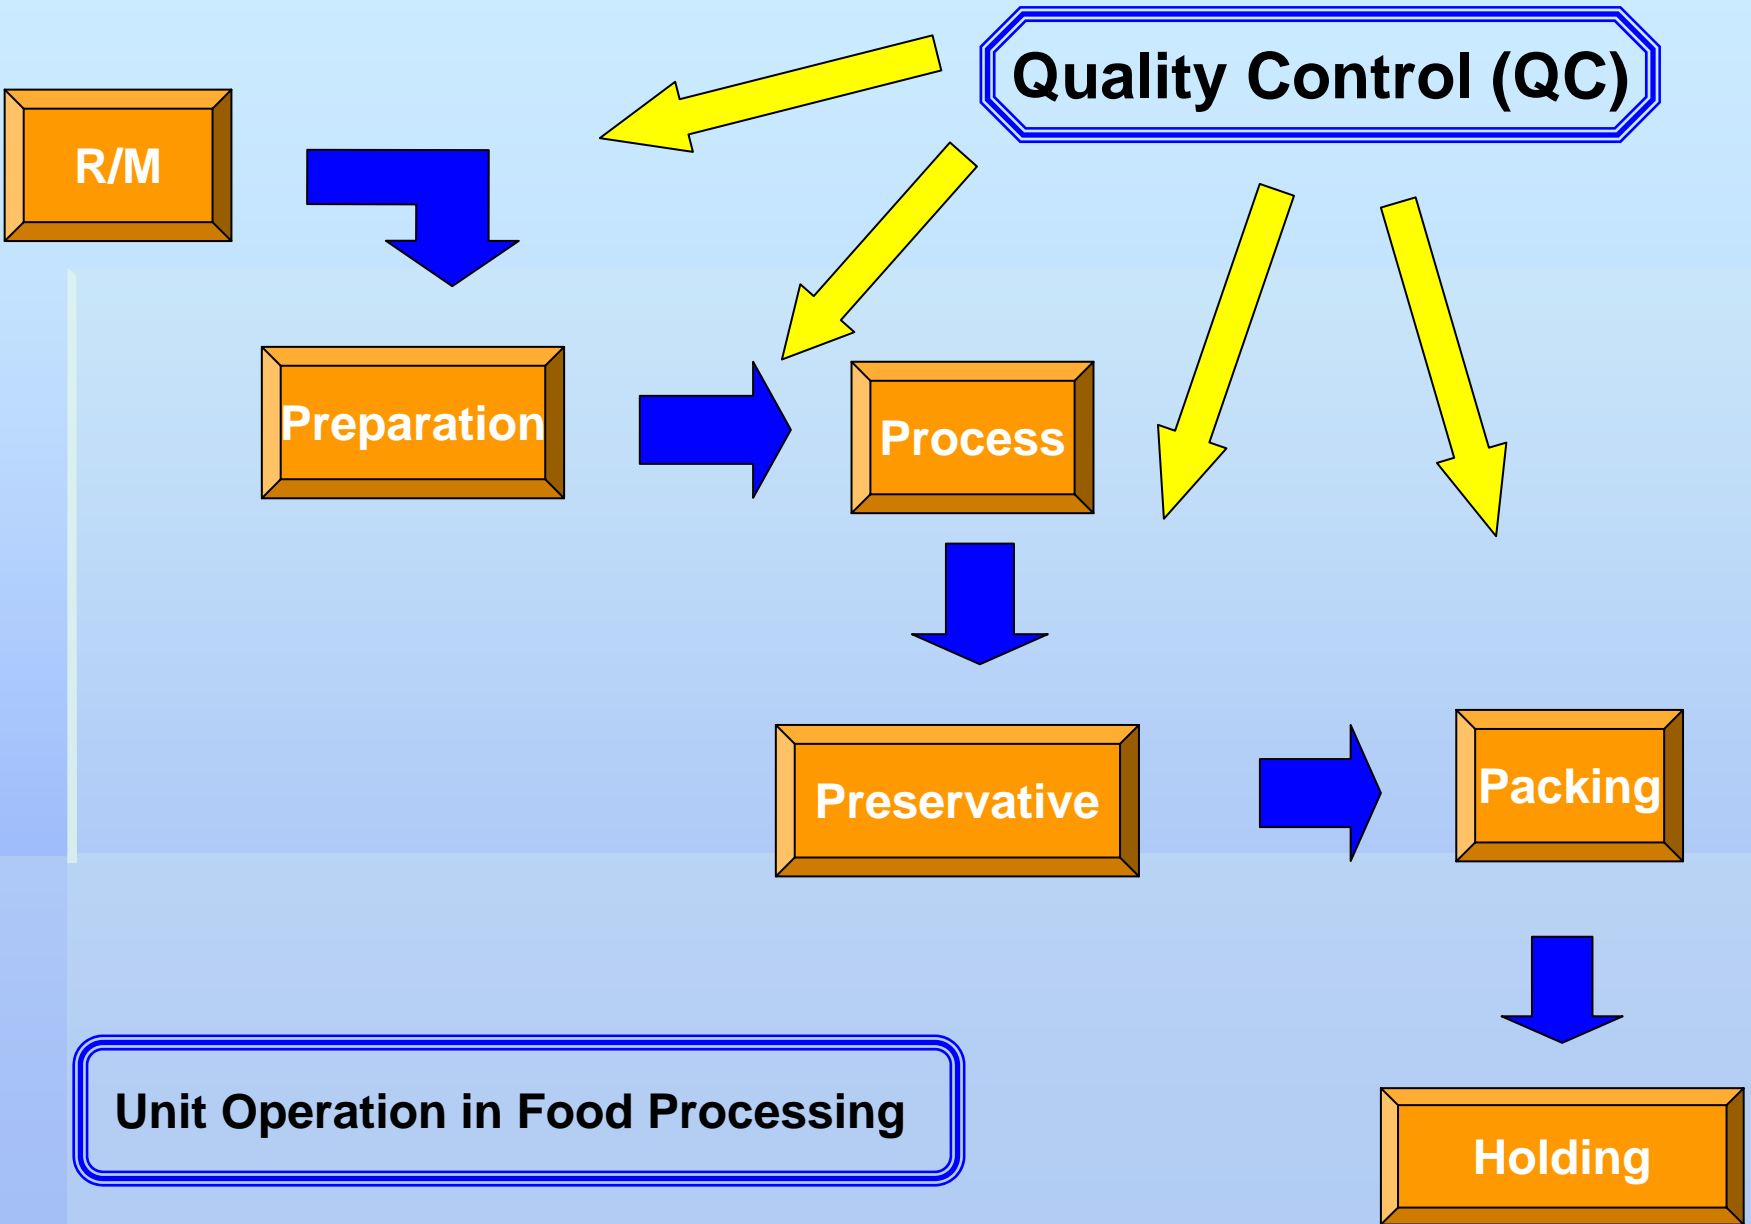 Quality Control (QC)
R/M
Preparation
Process
Preservative
Packing
Unit Operation in Food Processing
Holding